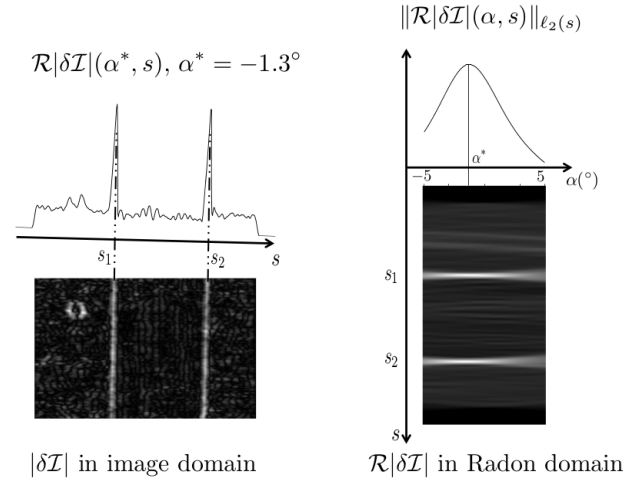 ‖ℛ|δℐ|(α, s)‖ℓ₂(s)
ℛ|δℐ|(α*, s), α* = −1.3°
α*
−5
5
α(°)
s₁
s₂
s
s₁
s₂
s
|δℐ| in image domain
ℛ|δℐ| in Radon domain